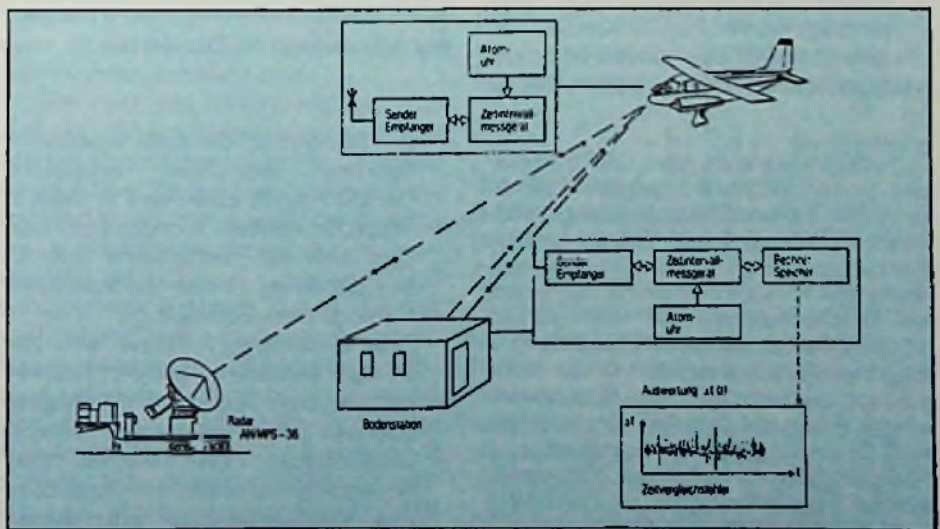 Atom-
uhr
Sender
Empfänger
Zeitintervall
messgerät
Sender
Empfänger
Zeitintervall-
messgerät
Rechner
Speicher
Atom-
uhr
Radar
AN/MPS-36
Bodenstation
Auswertung
Δt
t
Zeitvergleichsfehler